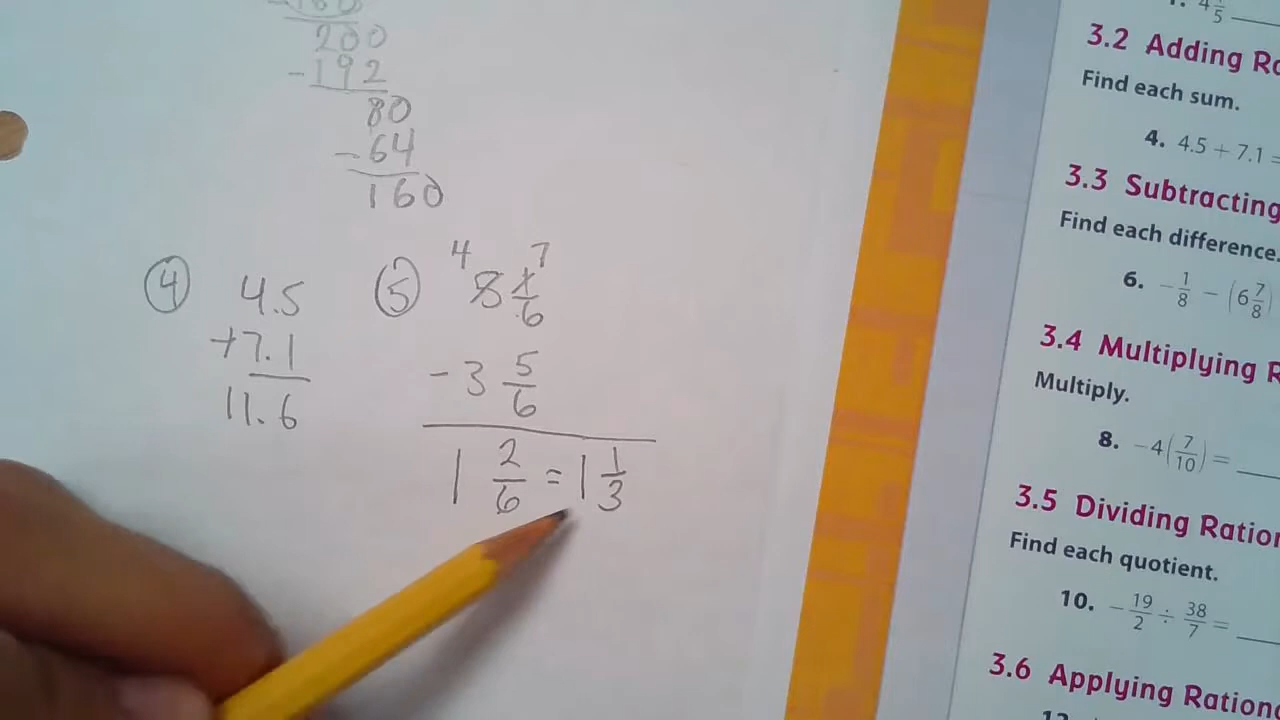 160
200
-192
80
-64
160
④ 4.5
+7.1
11.6
⑤ 4 7
8 1/6
- 3 5/6
1 2/6 = 1 1/3
4
5
3.2 Adding Ra
Find each sum.
4. 4.5 + 7.1 =
3.3 Subtracting
Find each difference.
6. -1/8 - (6 7/8)
3.4 Multiplying R
Multiply.
8. -4(7/10) =
3.5 Dividing Ration
Find each quotient.
10. -19/2 ÷ 38/7 =
3.6 Applying Ration